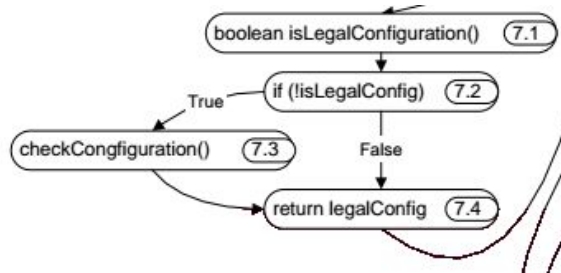 boolean isLegalConfiguration() 7.1
if (!isLegalConfig) 7.2
True
checkCongfiguration() 7.3
False
return legalConfig 7.4